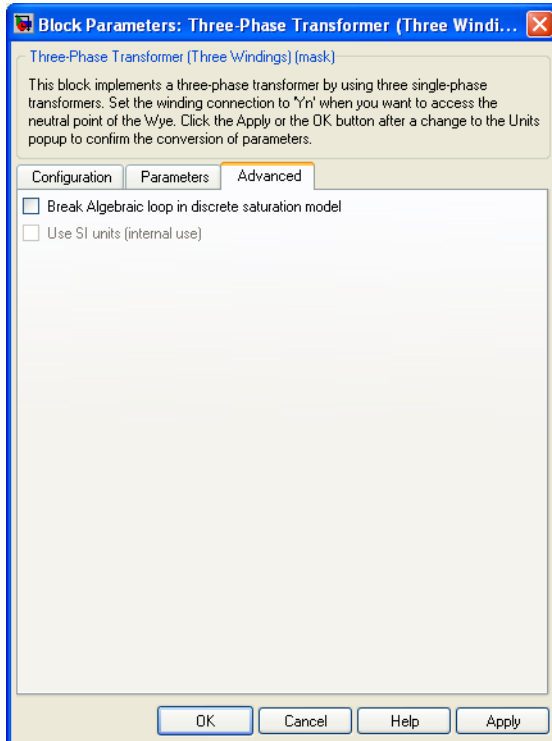 Block Parameters: Three-Phase Transformer (Three Windi...
Three-Phase Transformer (Three Windings) (mask)
This block implements a three-phase transformer by using three single-phase
transformers. Set the winding connection to 'Yn' when you want to access the
neutral point of the Wye. Click the Apply or the OK button after a change to the Units
popup to confirm the conversion of parameters.
Configuration Parameters Advanced
Break Algebraic loop in discrete saturation model
Use SI units (internal use)
OK Cancel Help Apply